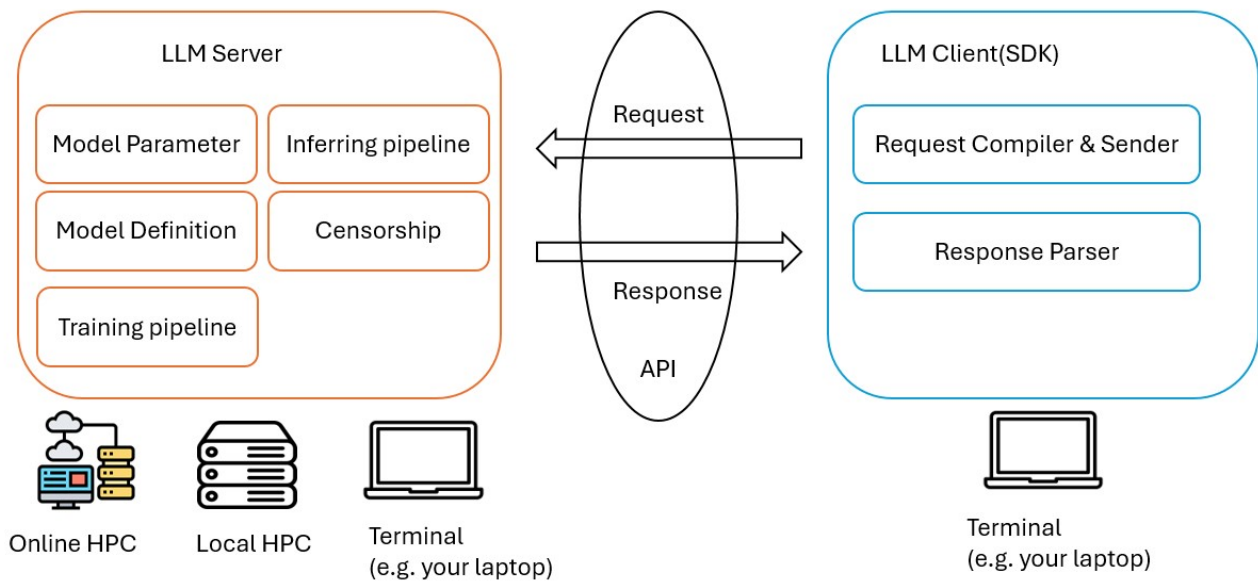 LLM Server
Model Parameter
Inferring pipeline
Model Definition
Censorship
Training pipeline
Online HPC
Local HPC
Terminal
(e.g. your laptop)
Request
Response
API
LLM Client(SDK)
Request Compiler & Sender
Response Parser
Terminal
(e.g. your laptop)